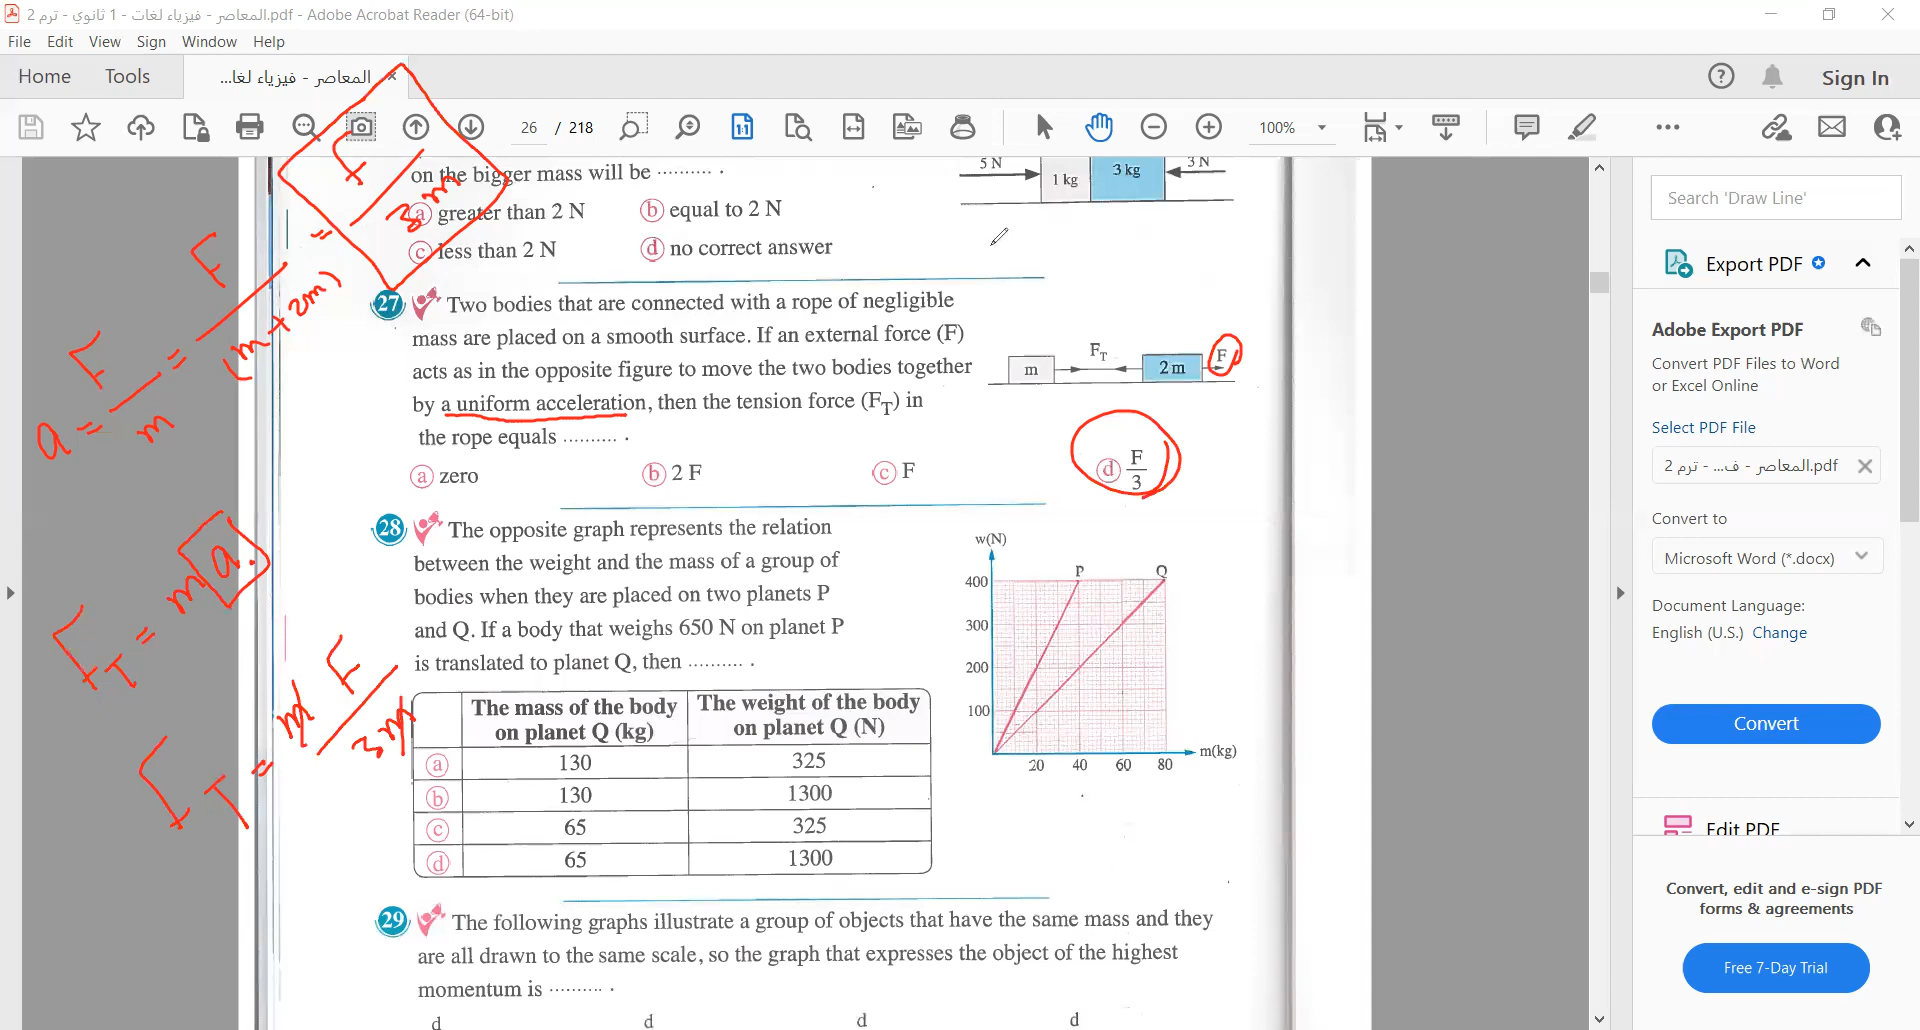 المعاصر - فيزياء لغات - 1 ثانوي - ترم 2.pdf - Adobe Acrobat Reader (64-bit)
File Edit View Sign Window Help
Home Tools المعاصر - فيزياء لغا... ×
Sign In
26 / 218
100%
on the bigger mass will be .......... .
5 N 1 kg 3 kg 3 N
a greater than 2 N b equal to 2 N
c less than 2 N d no correct answer
27 Two bodies that are connected with a rope of negligible
mass are placed on a smooth surface. If an external force (F)
acts as in the opposite figure to move the two bodies together
by a uniform acceleration, then the tension force (FT) in
the rope equals .......... .
m FT 2 m F
a zero b 2 F c F d F/3
a = F/m = F/(m + 2m) = F/3m
FT = m a
FT = m F/3m
28 The opposite graph represents the relation
between the weight and the mass of a group of
bodies when they are placed on two planets P
and Q. If a body that weighs 650 N on planet P
is translated to planet Q, then .......... .
w(N)
P Q
400
300
200
100
20 40 60 80 m(kg)
The mass of the body on planet Q (kg) The weight of the body on planet Q (N)
a 130 325
b 130 1300
c 65 325
d 65 1300
29 The following graphs illustrate a group of objects that have the same mass and they
are all drawn to the same scale, so the graph that expresses the object of the highest
momentum is .......... .
d d d d
Search 'Draw Line'
Export PDF
Adobe Export PDF
Convert PDF Files to Word
or Excel Online
Select PDF File
المعاصر - ف... - ترم 2.pdf
Convert to
Microsoft Word (*.docx)
Document Language:
English (U.S.) Change
Convert
Edit PDF
Convert, edit and e-sign PDF
forms & agreements
Free 7-Day Trial